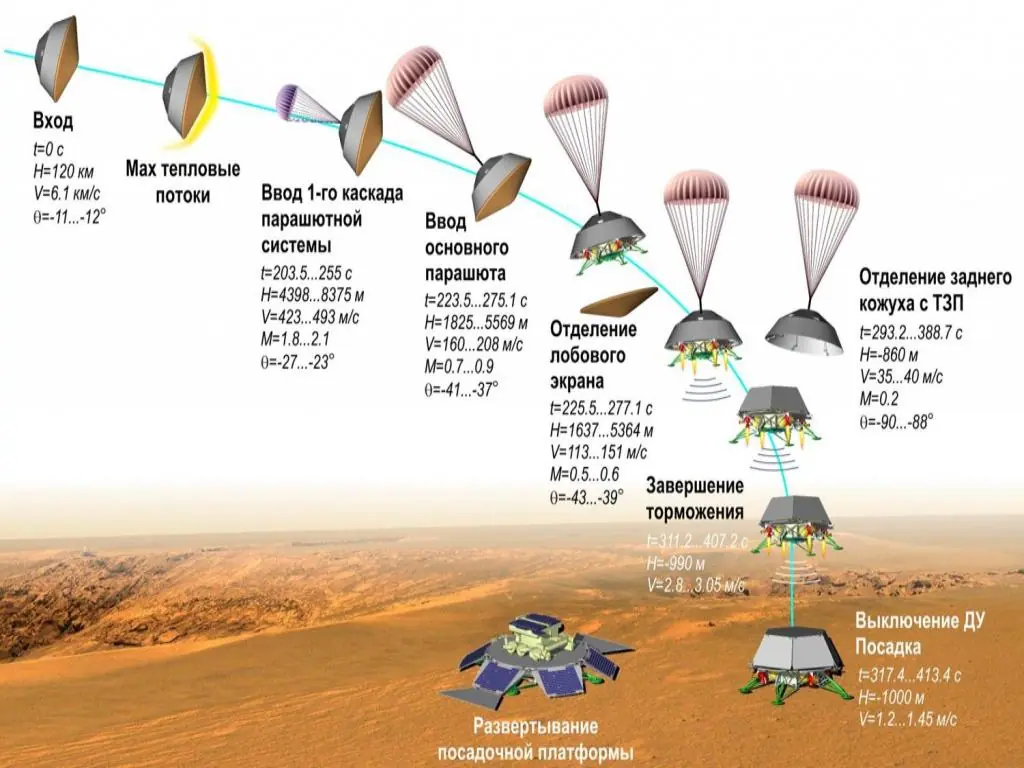 Вход
t=0 с
H=120 км
V=6.1 км/с
θ=-11...-12°
Мах тепловые
потоки
Ввод 1-го каскада
парашютной
системы
t=203.5...255 с
H=4398...8375 м
V=423...493 м/с
M=1.8...2.1
θ=-27...-23°
Ввод
основного
парашюта
t=223.5...275.1 с
H=1825...5569 м
V=160...208 м/с
M=0.7...0.9
θ=-41...-37°
Отделение
лобового
экрана
t=225.5...277.1 с
H=1637...5364 м
V=113...151 м/с
M=0.5...0.6
θ=-43...-39°
Отделение заднего
кожуха с ТЗП
t=293.2...388.7 с
H=-860 м
V=35...40 м/с
M=0.2
θ=-90...-88°
Завершение
торможения
t=311.2...407.2 с
H=-990 м
V=2.8...3.05 м/с
Выключение ДУ
Посадка
t=317.4...413.4 с
H=-1000 м
V=1.2...1.45 м/с
Развертывание
посадочной платформы